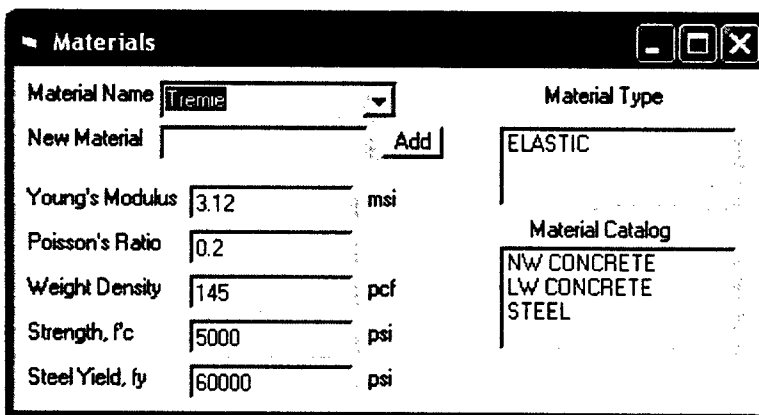 Materials
Material Name Tremie
New Material Add
Young's Modulus 3.12 msi
Poisson's Ratio 0.2
Weight Density 145 pcf
Strength, f'c 5000 psi
Steel Yield, fy 60000 psi
Material Type
ELASTIC
Material Catalog
NW CONCRETE
LW CONCRETE
STEEL